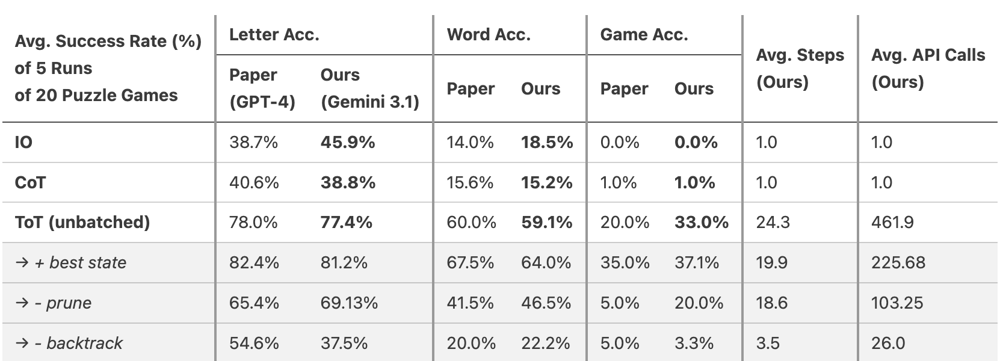 Avg. Success Rate (%)
of 5 Runs
of 20 Puzzle Games
Letter Acc.
Word Acc.
Game Acc.
Avg. Steps
(Ours)
Avg. API Calls
(Ours)
Paper
(GPT-4)
Ours
(Gemini 3.1)
Paper
Ours
Paper
Ours
IO 38.7% 45.9% 14.0% 18.5% 0.0% 0.0% 1.0 1.0
CoT 40.6% 38.8% 15.6% 15.2% 1.0% 1.0% 1.0 1.0
ToT (unbatched) 78.0% 77.4% 60.0% 59.1% 20.0% 33.0% 24.3 461.9
→ + best state 82.4% 81.2% 67.5% 64.0% 35.0% 37.1% 19.9 225.68
→ - prune 65.4% 69.13% 41.5% 46.5% 5.0% 20.0% 18.6 103.25
→ - backtrack 54.6% 37.5% 20.0% 22.2% 5.0% 3.3% 3.5 26.0